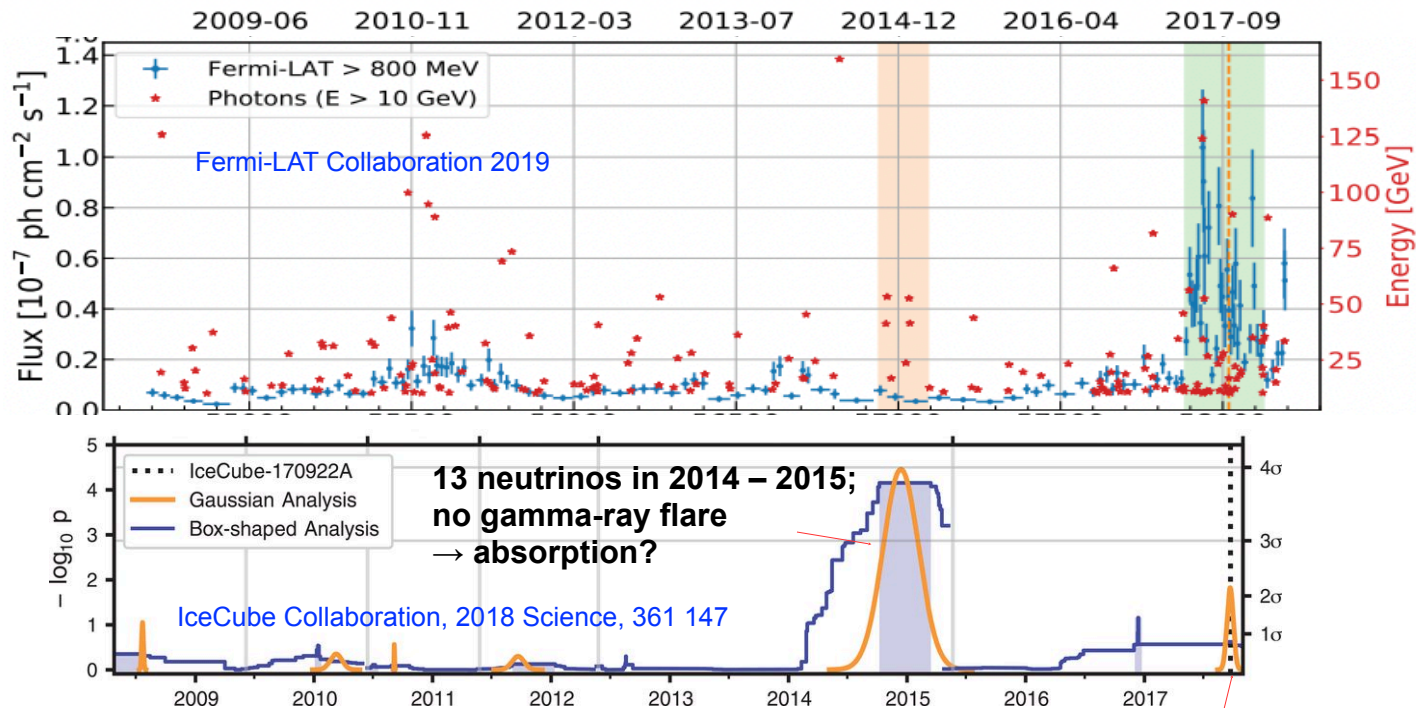 2009-06 2010-11 2012-03 2013-07 2014-12 2016-04 2017-09
Flux [10⁻⁷ ph cm⁻² s⁻¹]
1.4
1.2
1.0
0.8
0.6
0.4
0.2
0.0
Fermi-LAT > 800 MeV
Photons (E > 10 GeV)
Fermi-LAT Collaboration 2019
150
125
100
75
50
25
Energy [GeV]
− log₁₀ p
5
4
3
2
1
0
IceCube-170922A
Gaussian Analysis
Box-shaped Analysis
13 neutrinos in 2014 – 2015;
no gamma-ray flare
→ absorption?
IceCube Collaboration, 2018 Science, 361 147
4σ
3σ
2σ
1σ
2009 2010 2011 2012 2013 2014 2015 2016 2017